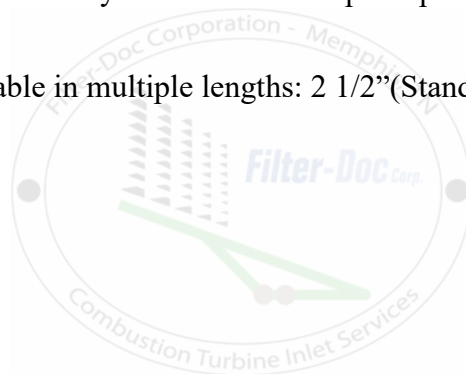 Filter-Doc Corporation - Memphis, TN
able in multiple lengths: 2 1/2”(Stand
Filter-Doc Corp.
Combustion Turbine Inlet Services